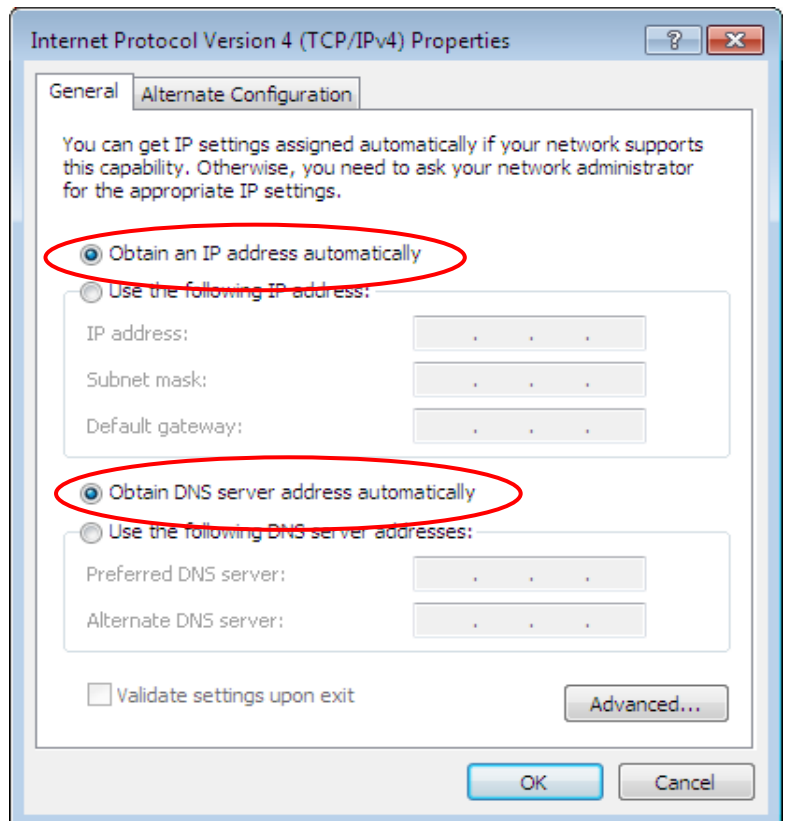 Internet Protocol Version 4 (TCP/IPv4) Properties
General
Alternate Configuration
You can get IP settings assigned automatically if your network supports
this capability. Otherwise, you need to ask your network administrator
for the appropriate IP settings.
Obtain an IP address automatically
Use the following IP address:
IP address:
. . .
Subnet mask:
. . .
Default gateway:
. . .
Obtain DNS server address automatically
Use the following DNS server addresses:
Preferred DNS server:
. . .
Alternate DNS server:
. . .
Validate settings upon exit
Advanced...
OK
Cancel